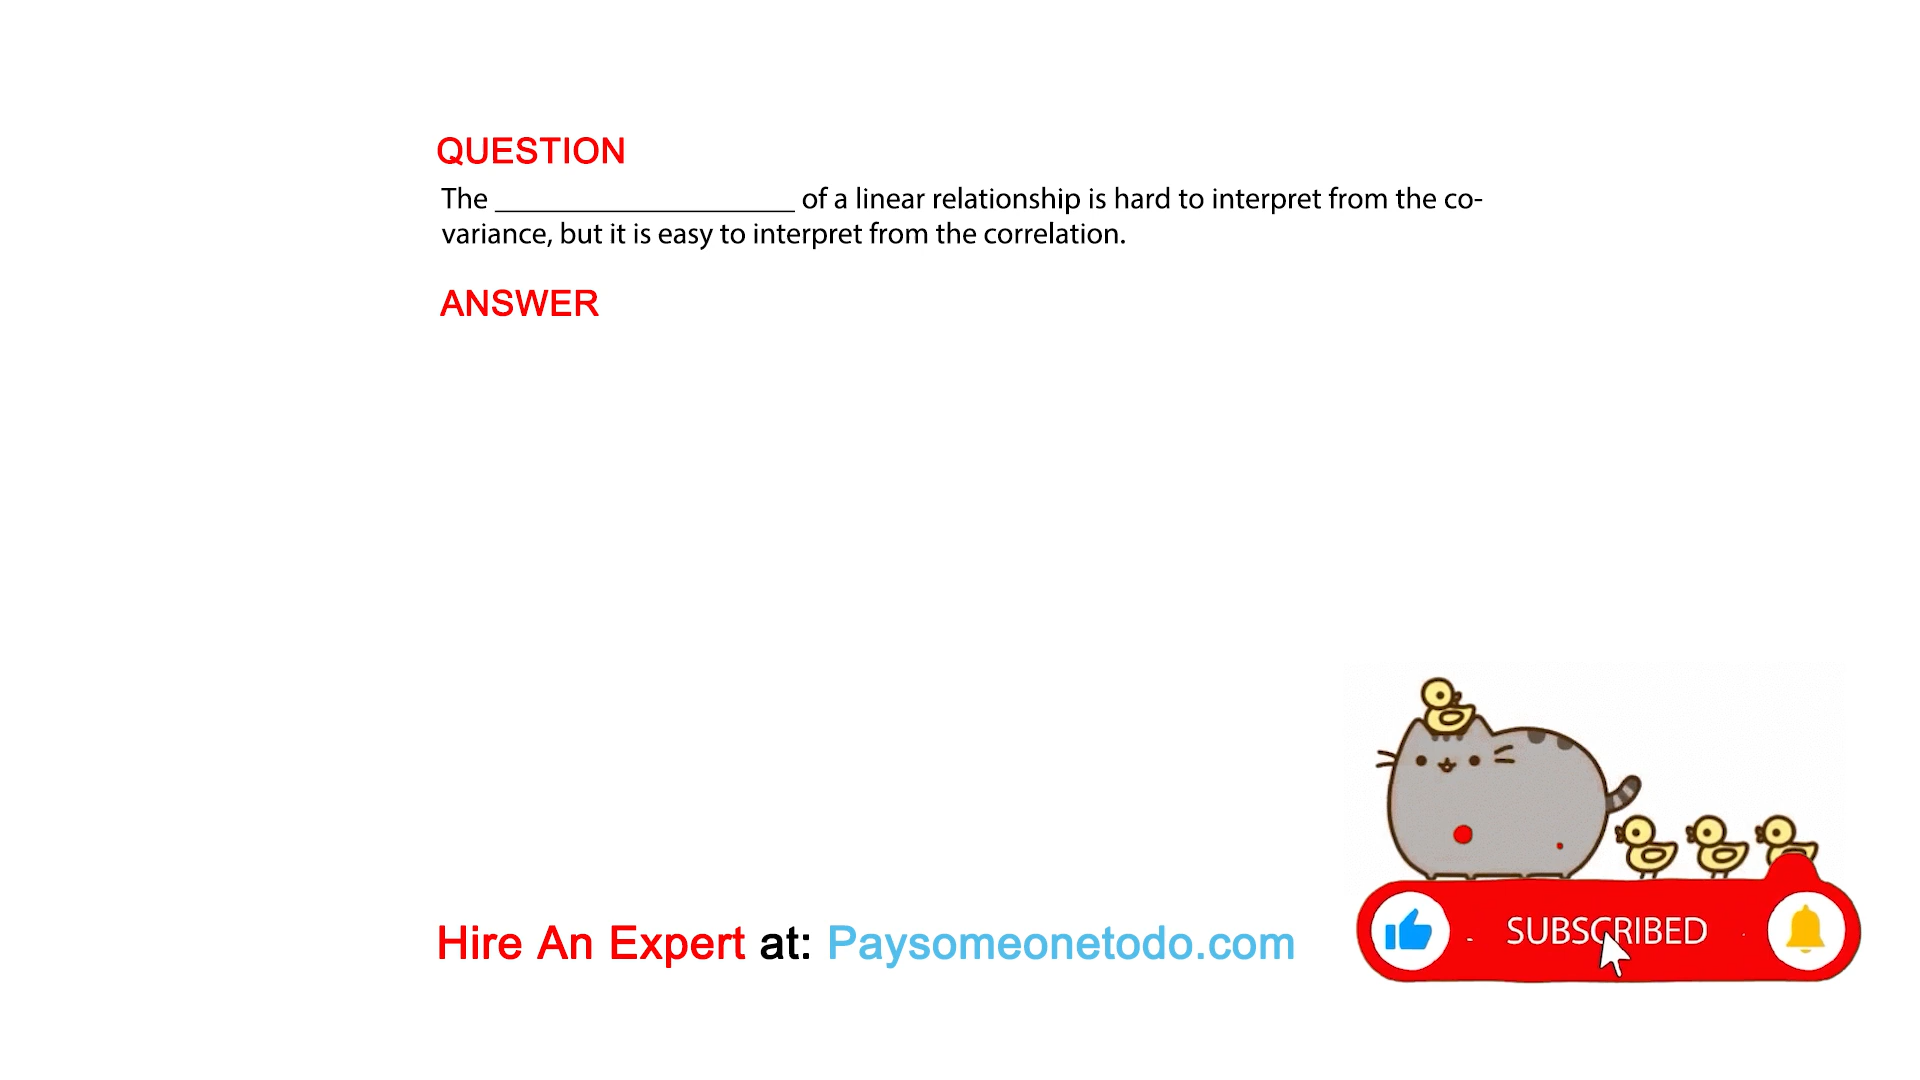 QUESTION
The ____________________ of a linear relationship is hard to interpret from the co-
variance, but it is easy to interpret from the correlation.
ANSWER
Hire An Expert at: Paysomeonetodo.com
SUBSCRIBED